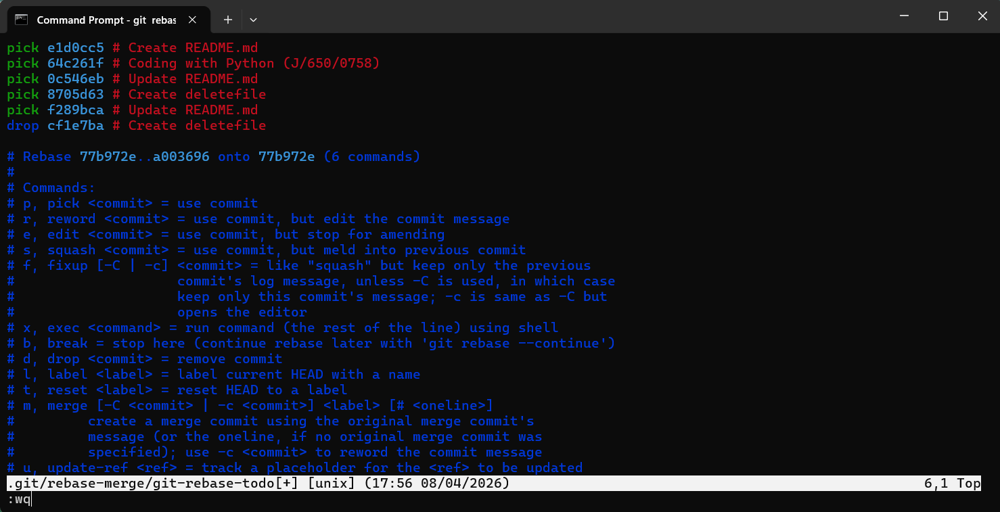 Command Prompt - git rebas
pick e1d0cc5 # Create README.md
pick 64c261f # Coding with Python (J/650/0758)
pick 0c546eb # Update README.md
pick 8705d63 # Create deletefile
pick f289bca # Update README.md
drop cf1e7ba # Create deletefile

# Rebase 77b972e..a003696 onto 77b972e (6 commands)
#
# Commands:
# p, pick <commit> = use commit
# r, reword <commit> = use commit, but edit the commit message
# e, edit <commit> = use commit, but stop for amending
# s, squash <commit> = use commit, but meld into previous commit
# f, fixup [-C | -c] <commit> = like "squash" but keep only the previous
#                    commit's log message, unless -C is used, in which case
#                    keep only this commit's message; -c is same as -C but
#                    opens the editor
# x, exec <command> = run command (the rest of the line) using shell
# b, break = stop here (continue rebase later with 'git rebase --continue')
# d, drop <commit> = remove commit
# l, label <label> = label current HEAD with a name
# t, reset <label> = reset HEAD to a label
# m, merge [-C <commit> | -c <commit>] <label> [# <oneline>]
#         create a merge commit using the original merge commit's
#         message (or the oneline, if no original merge commit was
#         specified); use -c <commit> to reword the commit message
# u, update-ref <ref> = track a placeholder for the <ref> to be updated
.git/rebase-merge/git-rebase-todo[+] [unix] (17:56 08/04/2026) 6,1 Top
:wq